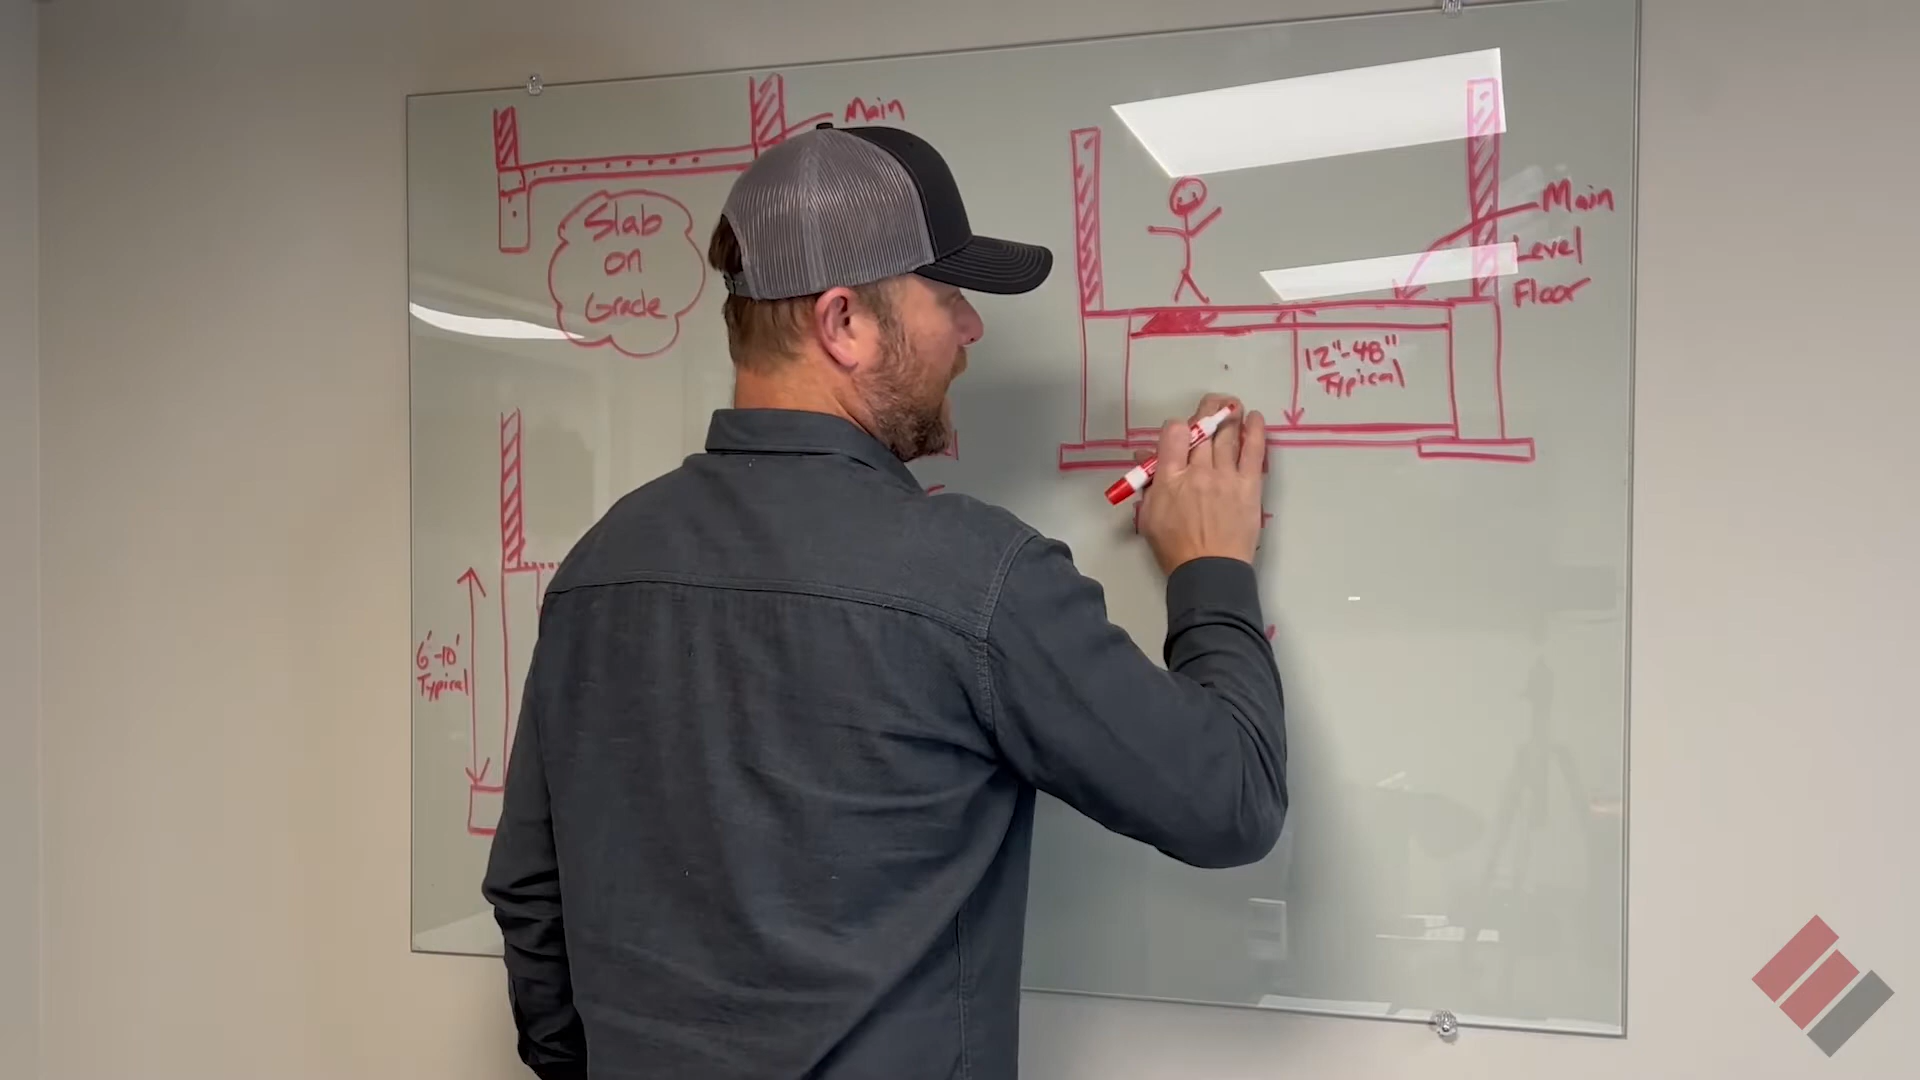 Main
Slab
on
Grade
Main
Level
Floor
12"-48"
Typical
6'-10'
Typical